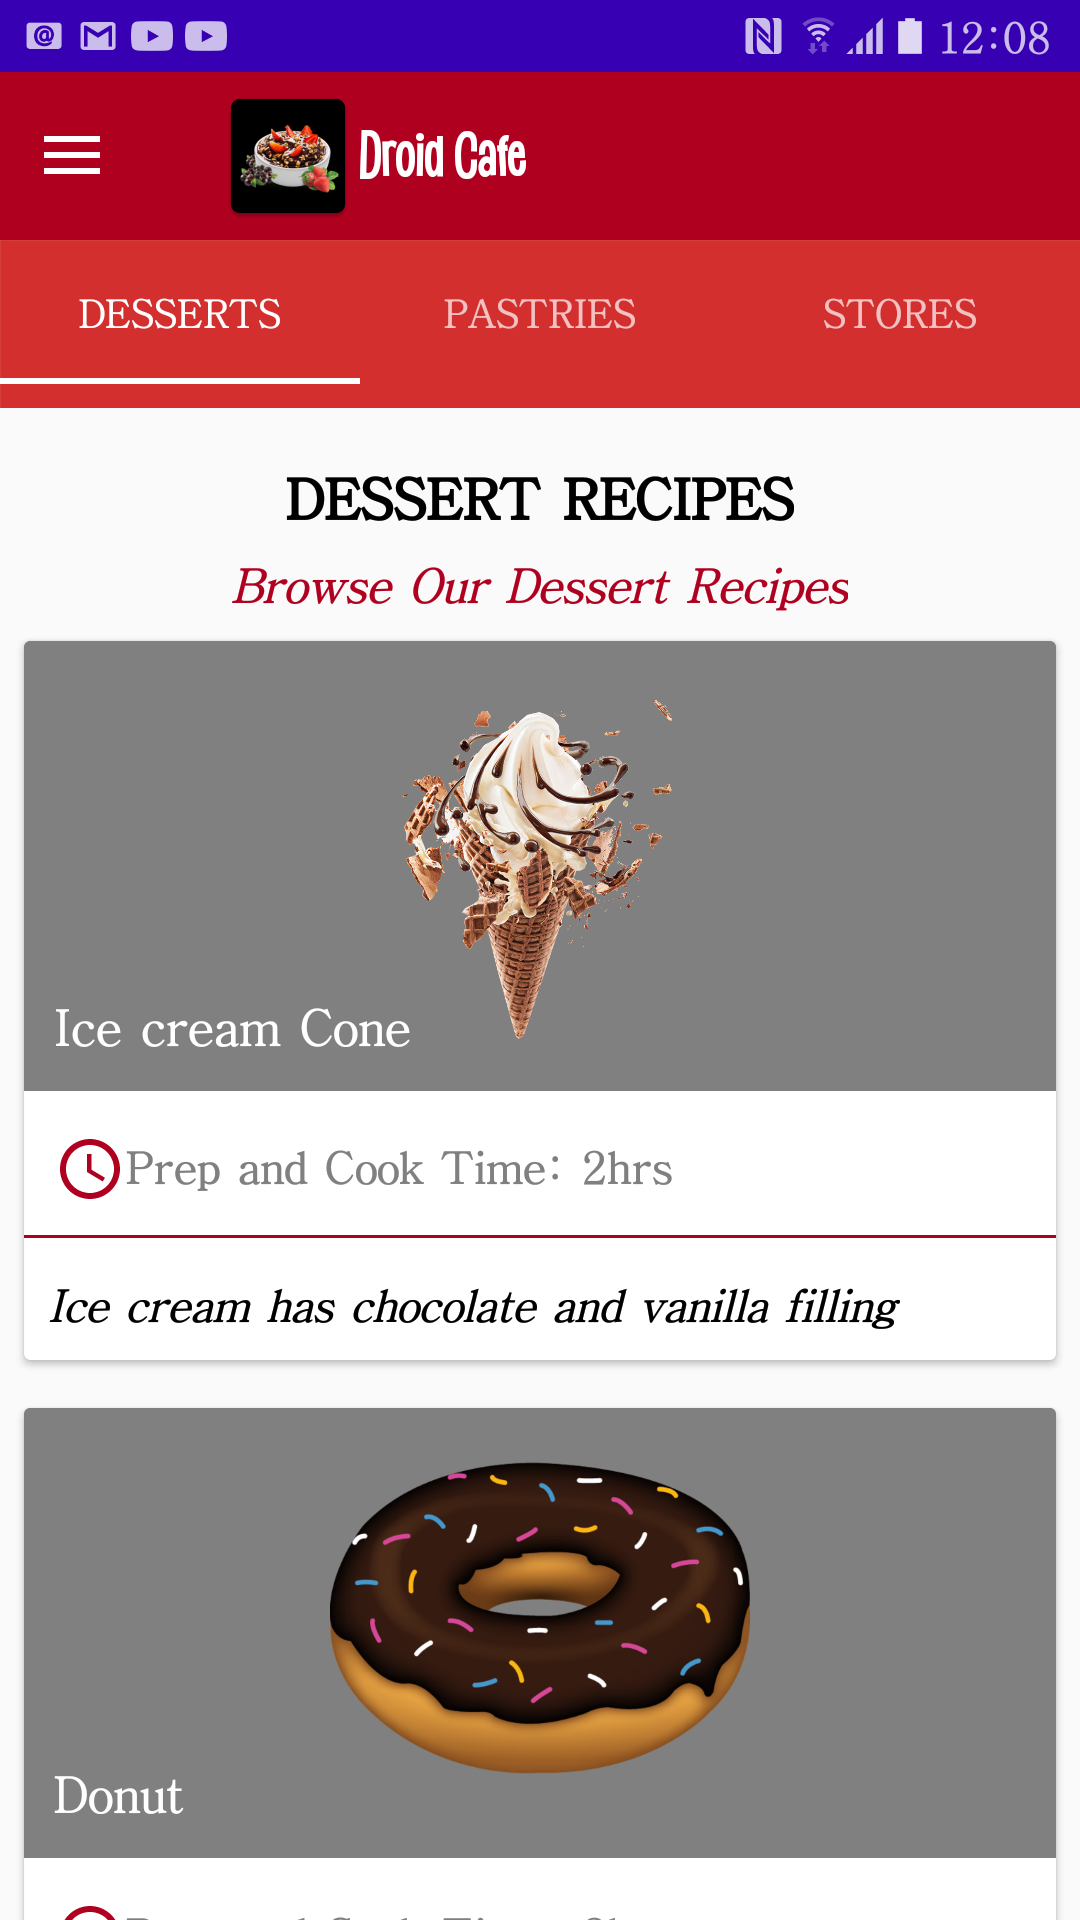 12:08
Droid Cafe
DESSERTS PASTRIES STORES
DESSERT RECIPES
Browse Our Dessert Recipes
Ice cream Cone
Prep and Cook Time: 2hrs
Ice cream has chocolate and vanilla filling
Donut